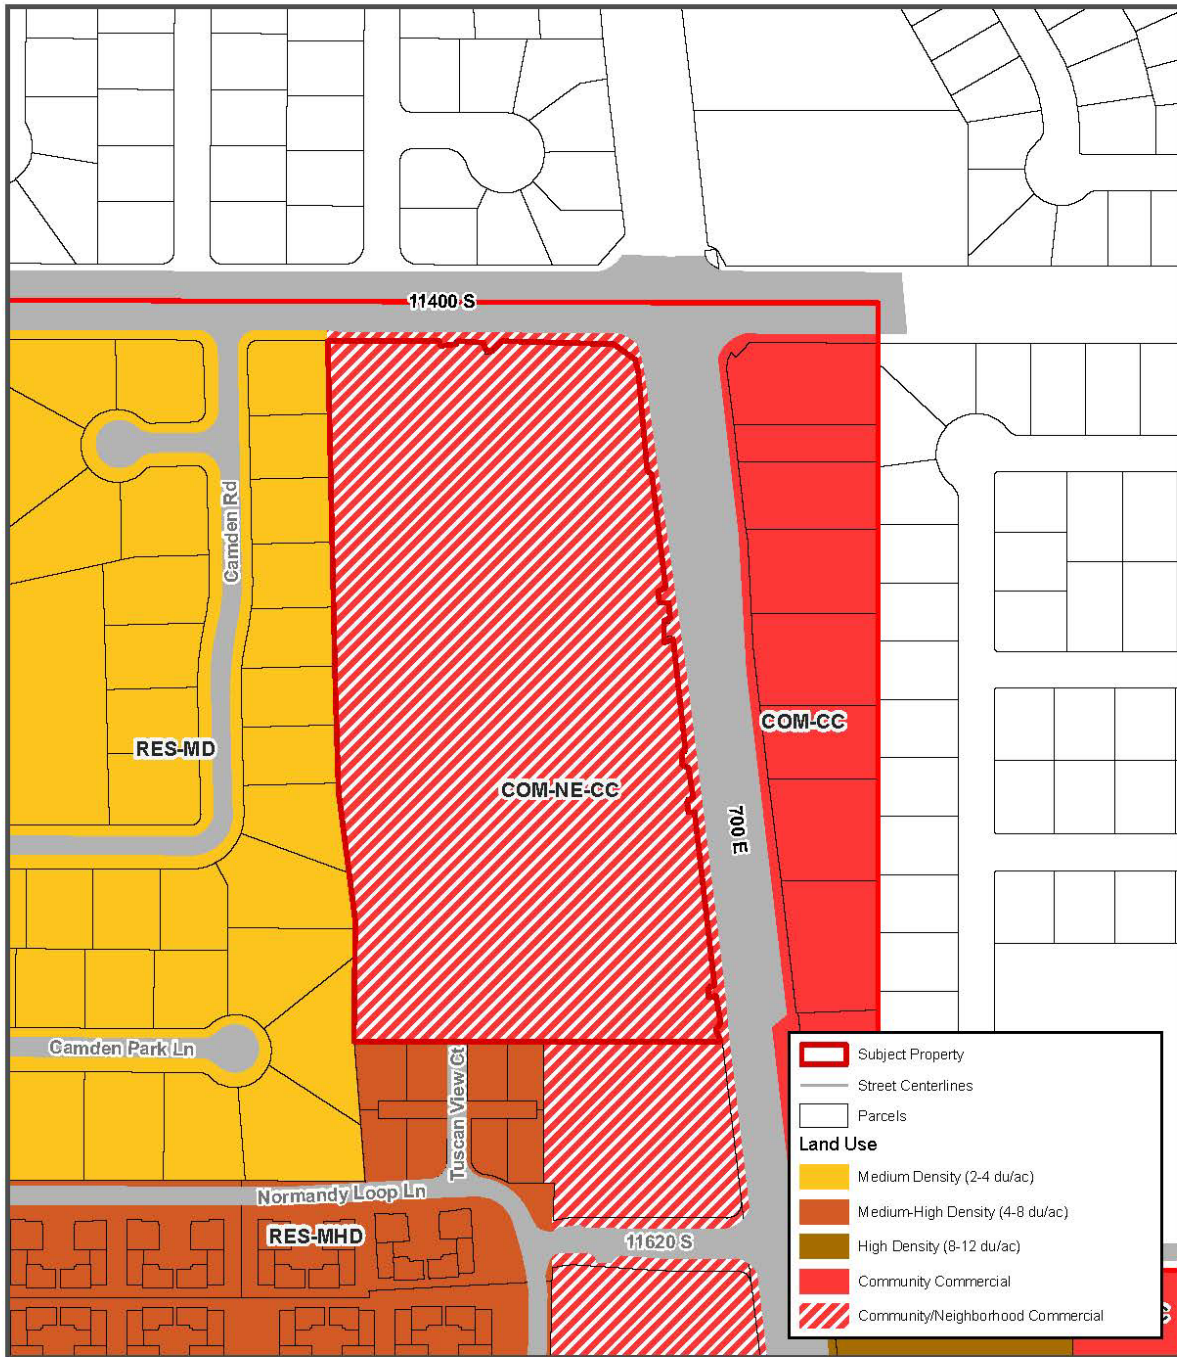 11400 S
Camden Rd
RES-MD
COM-CC
COM-NE-CC
700 E
Camden Park Ln
Tuscan View Ct
Normandy Loop Ln
RES-MHD
11620 S
Subject Property
Street Centerlines
Parcels
Land Use
Medium Density (2-4 du/ac)
Medium-High Density (4-8 du/ac)
High Density (8-12 du/ac)
Community Commercial
Community/Neighborhood Commercial